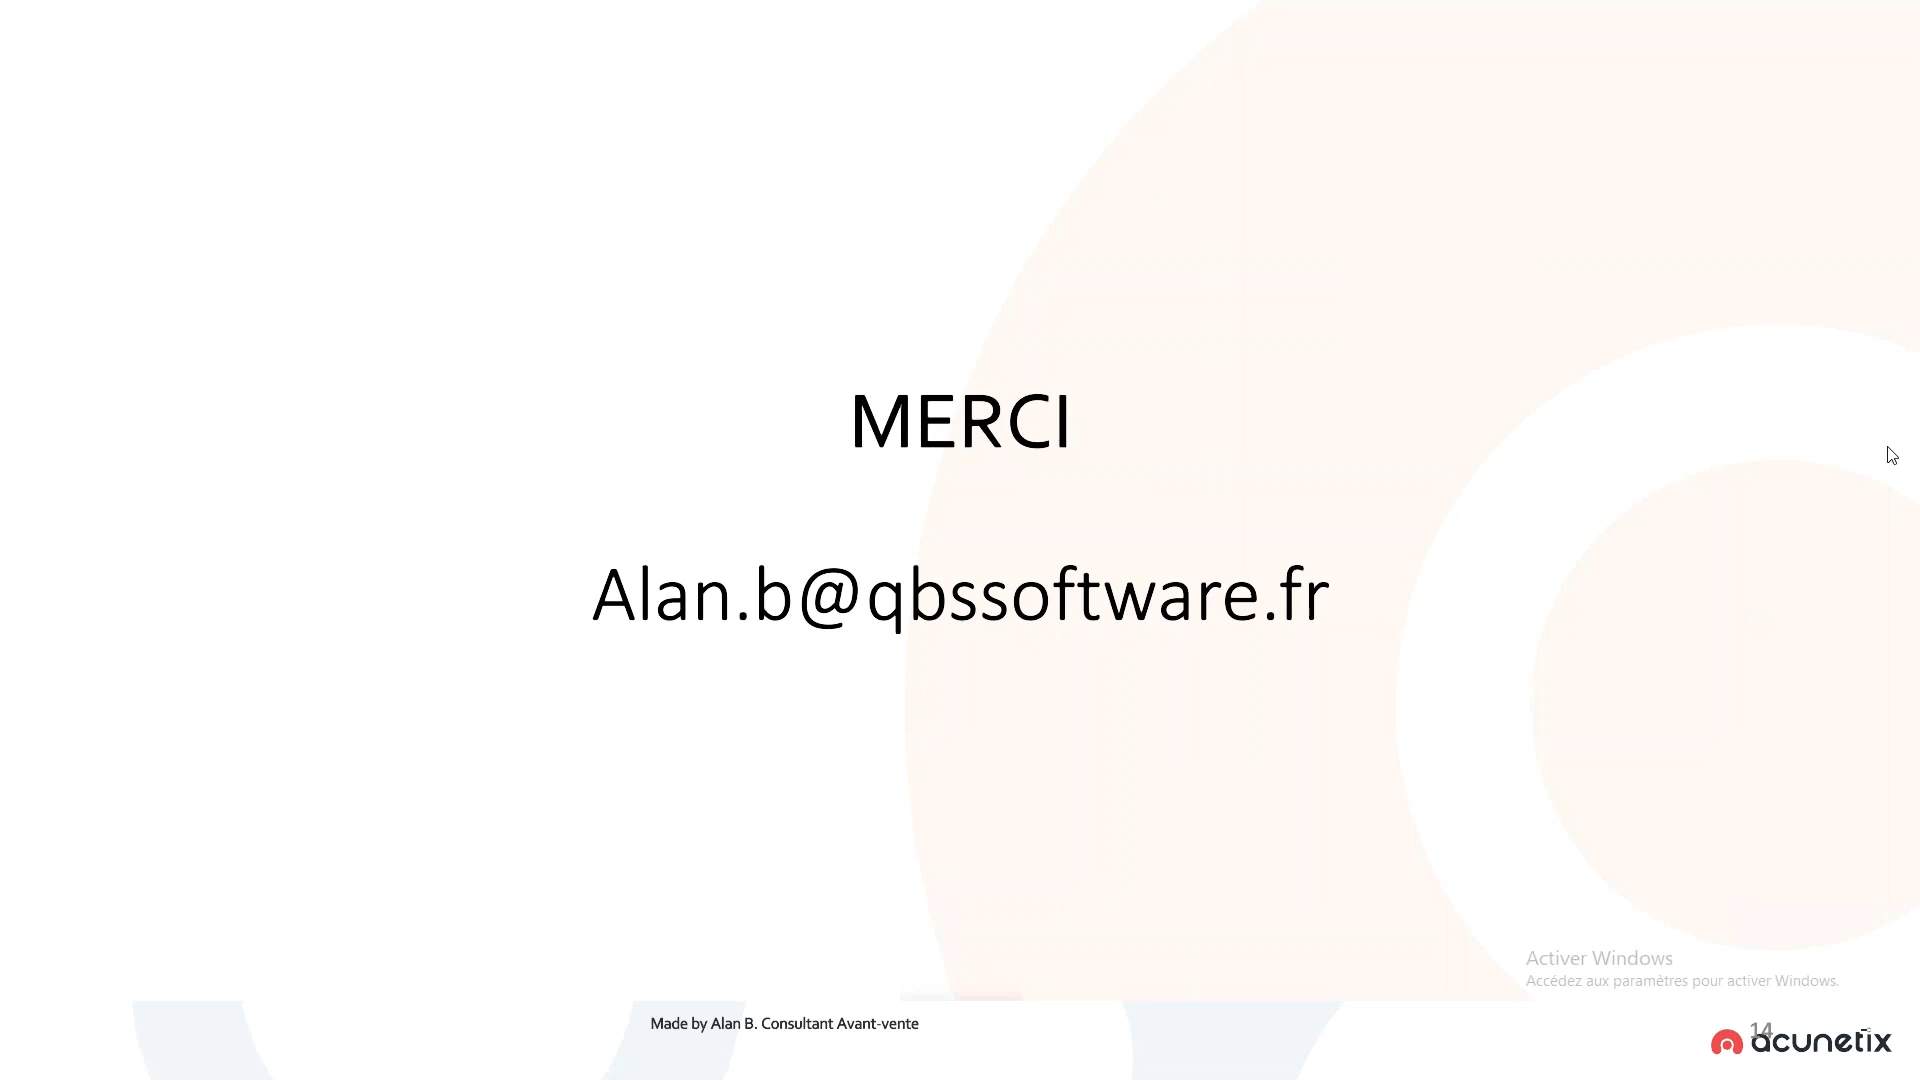 MERCI
Alan.b@qbssoftware.fr
Activer Windows
Accédez aux paramètres pour activer Windows.
Made by Alan B. Consultant Avant-vente
14
acunetix